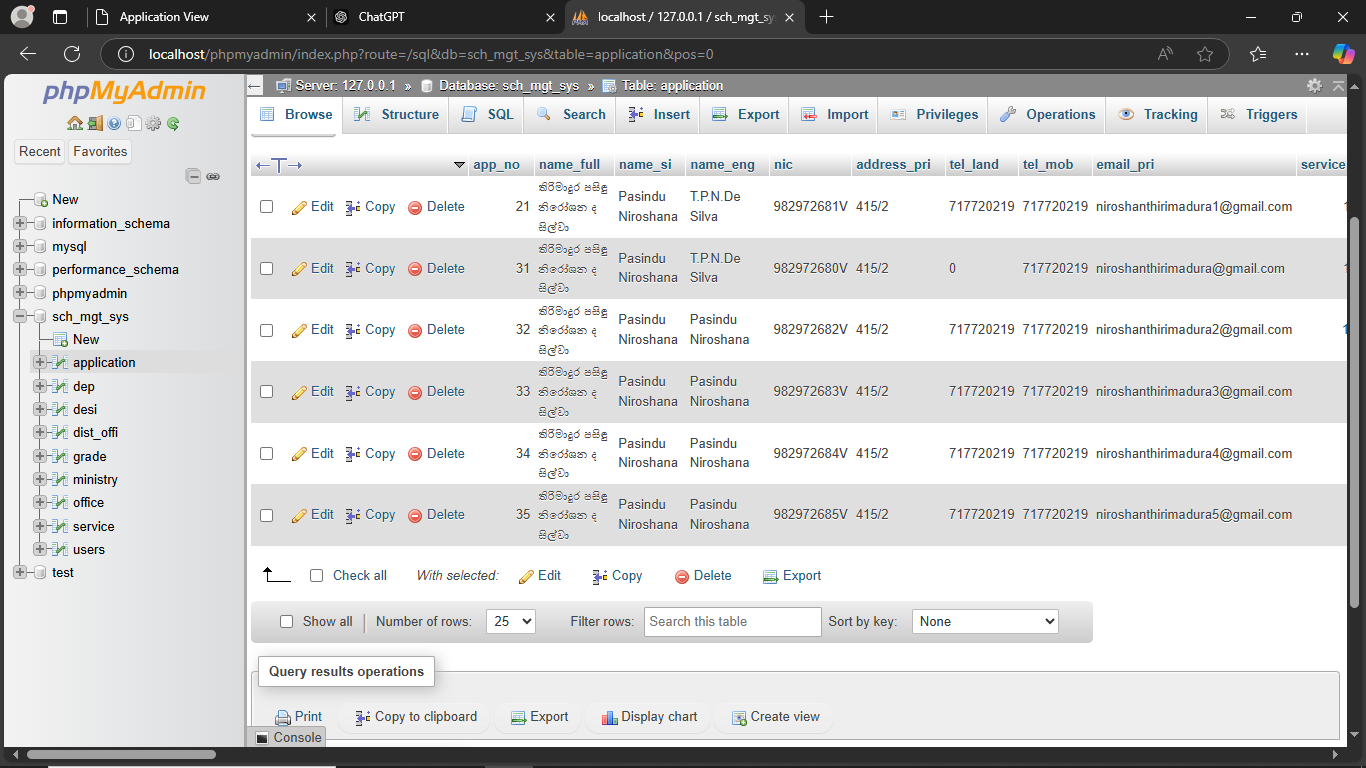 Application View
ChatGPT
localhost / 127.0.0.1 / sch_mgt_sy
localhost/phpmyadmin/index.php?route=/sql&db=sch_mgt_sys&table=application&pos=0
phpMyAdmin
Recent Favorites
New
information_schema
mysql
performance_schema
phpmyadmin
sch_mgt_sys
New
application
dep
desi
dist_offi
grade
ministry
office
service
users
test
Server: 127.0.0.1 » Database: sch_mgt_sys » Table: application
Browse Structure SQL Search Insert Export Import Privileges Operations Tracking Triggers
app_no name_full name_si name_eng nic address_pri tel_land tel_mob email_pri service
Edit Copy Delete 21 තිරිමාදුර පසිඳු නිරෝශන ද සිල්වා Pasindu Niroshana T.P.N.De Silva 982972681V 415/2 717720219 717720219 niroshanthirimadura1@gmail.com
Edit Copy Delete 31 තිරිමාදුර පසිඳු නිරෝශන ද සිල්වා Pasindu Niroshana T.P.N.De Silva 982972680V 415/2 0 717720219 niroshanthirimadura@gmail.com
Edit Copy Delete 32 තිරිමාදුර පසිඳු නිරෝශන ද සිල්වා Pasindu Niroshana Pasindu Niroshana 982972682V 415/2 717720219 717720219 niroshanthirimadura2@gmail.com
Edit Copy Delete 33 තිරිමාදුර පසිඳු නිරෝශන ද සිල්වා Pasindu Niroshana Pasindu Niroshana 982972683V 415/2 717720219 717720219 niroshanthirimadura3@gmail.com
Edit Copy Delete 34 තිරිමාදුර පසිඳු නිරෝශන ද සිල්වා Pasindu Niroshana Pasindu Niroshana 982972684V 415/2 717720219 717720219 niroshanthirimadura4@gmail.com
Edit Copy Delete 35 තිරිමාදුර පසිඳු නිරෝශන ද සිල්වා Pasindu Niroshana Pasindu Niroshana 982972685V 415/2 717720219 717720219 niroshanthirimadura5@gmail.com
Check all With selected: Edit Copy Delete Export
Show all Number of rows: 25 Filter rows: Search this table Sort by key: None
Query results operations
Print Copy to clipboard Export Display chart Create view
Console